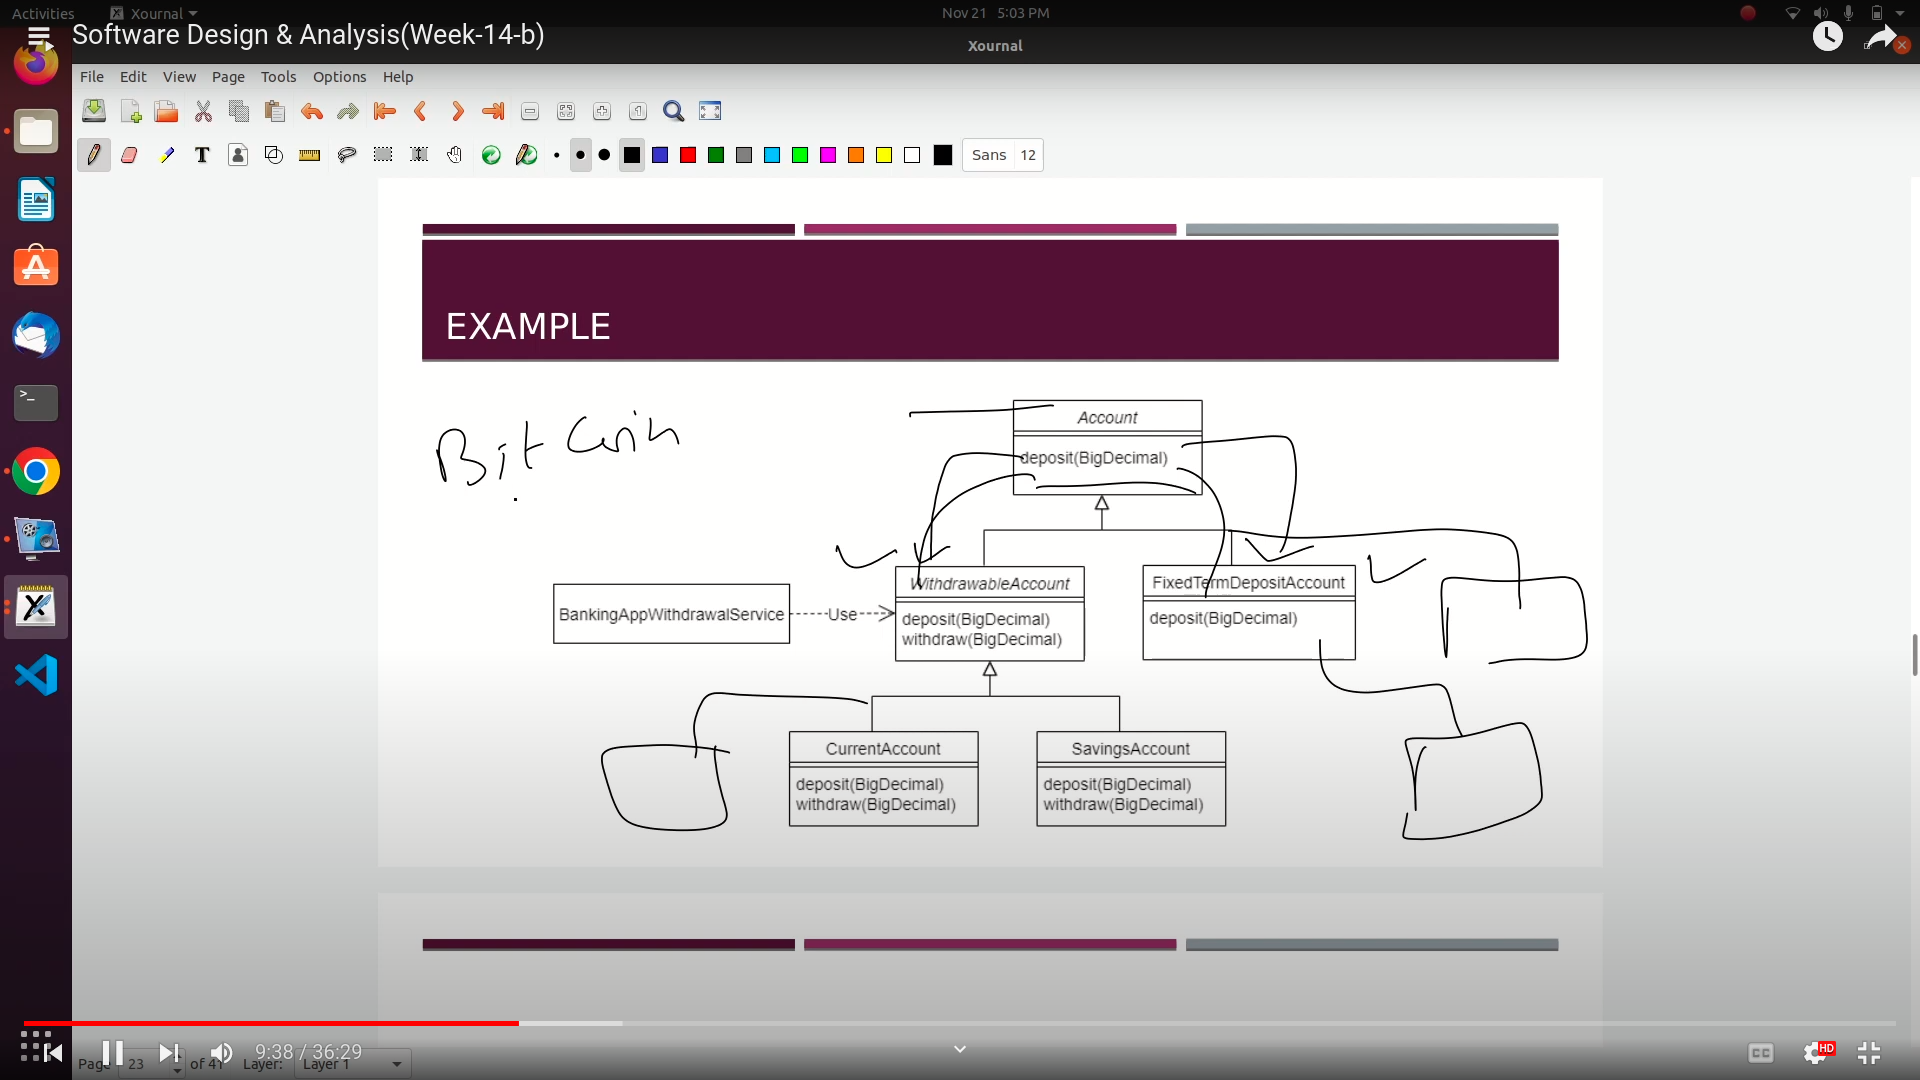 Activities Xournal Nov 21 5:03 PM
Software Design & Analysis(Week-14-b)
Xournal
File Edit View Page Tools Options Help
Sans 12
EXAMPLE
Bit Coin
Account
deposit(BigDecimal)
WithdrawableAccount
deposit(BigDecimal)
withdraw(BigDecimal)
FixedTermDepositAccount
deposit(BigDecimal)
BankingAppWithdrawalService
Use
CurrentAccount
deposit(BigDecimal)
withdraw(BigDecimal)
SavingsAccount
deposit(BigDecimal)
withdraw(BigDecimal)
9:38 / 36:29
CC HD
Page 23 of 41 Layer: Layer 1